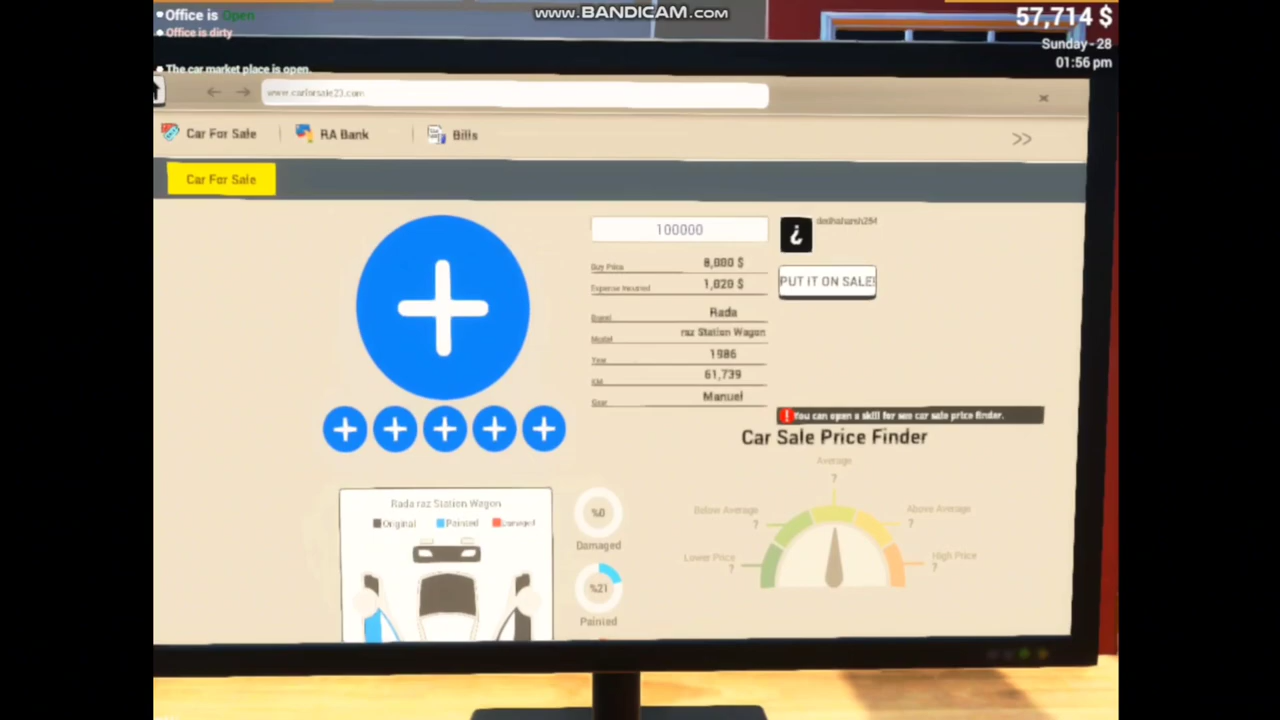 Office is Open
Office is dirty
The car market place is open.
www.BANDICAM.com
57,714 $
Sunday - 28
01:56 pm
www.carforsale23.com
Car For Sale
RA Bank
Bills
>>
Car For Sale
100000
Buy Price 8,000 $
Expense Incurred 1,020 $
Brand Rada
Model raz Station Wagon
Year 1986
KM 61,739
Gear Manuel
PUT IT ON SALE!
You can open a skill for see car sale price finder.
Car Sale Price Finder
Average
?
Below Average
?
Above Average
?
Lower Price
?
High Price
?
Rada raz Station Wagon
Original Painted Damaged
%0
Damaged
%21
Painted